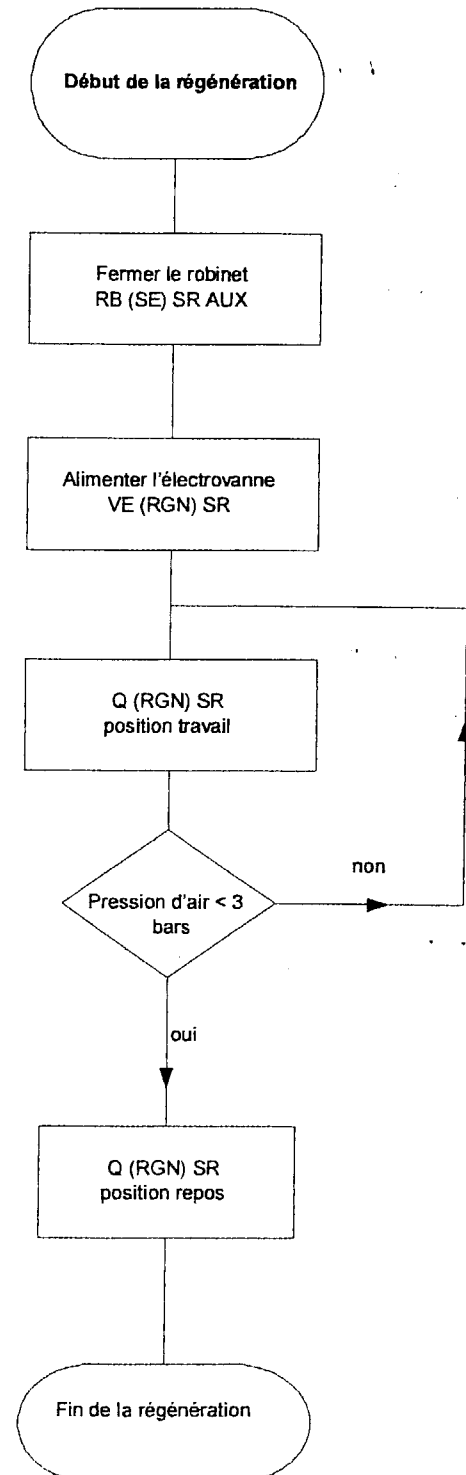 Début de la régénération
Fermer le robinet
RB (SE) SR AUX
Alimenter l'électrovanne
VE (RGN) SR
Q (RGN) SR
position travail
non
Pression d'air < 3
bars
oui
Q (RGN) SR
position repos
Fin de la régénération